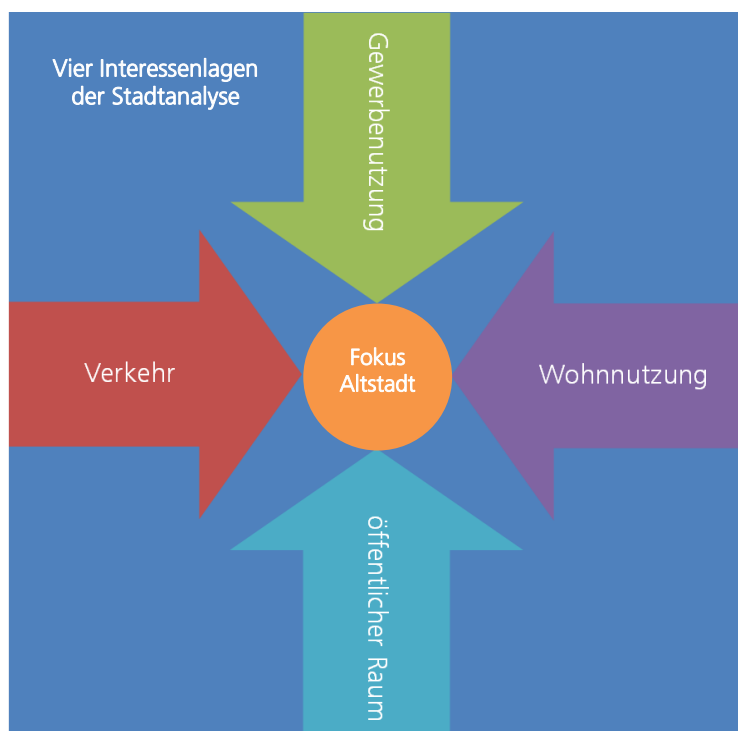 Vier Interessenlagen
der Stadtanalyse
Gewerbenutzung
Verkehr
Fokus
Altstadt
Wohnnutzung
öffentlicher Raum